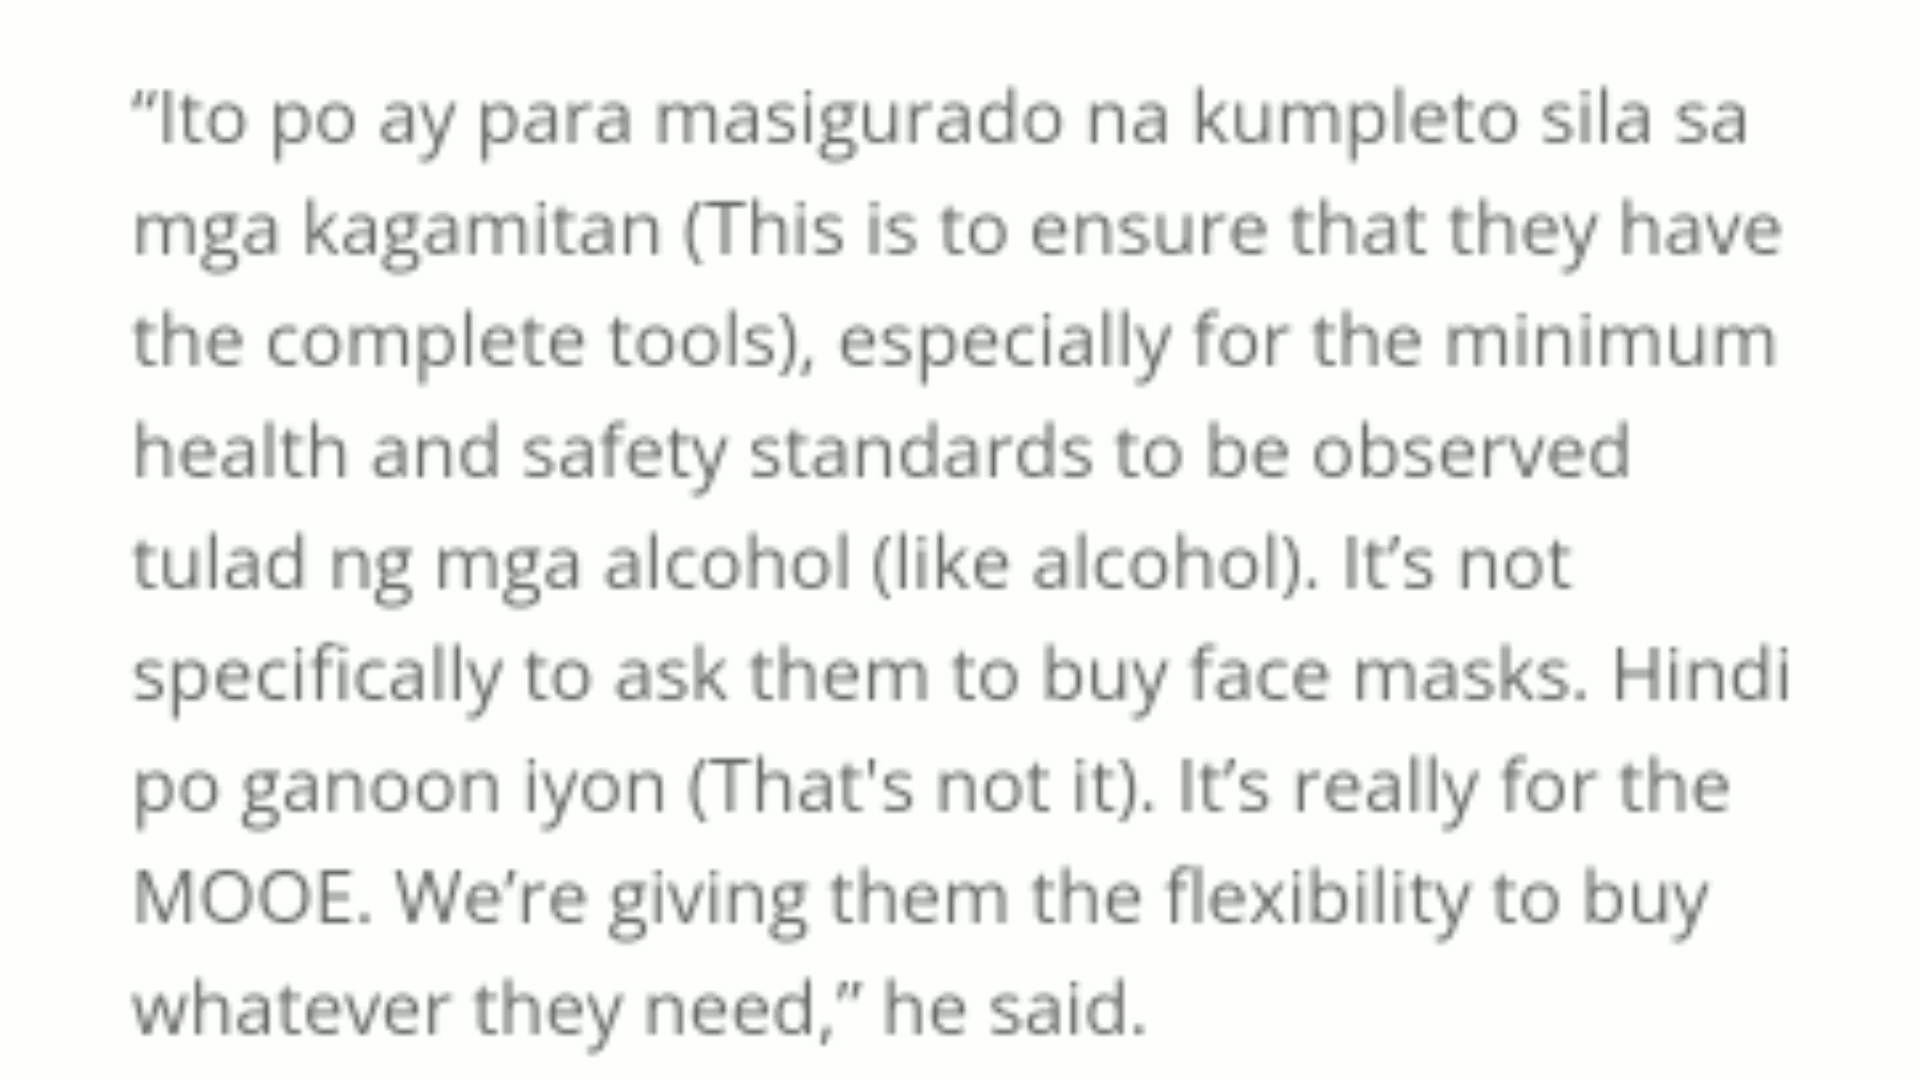 “Ito po ay para masigurado na kumpleto sila sa
mga kagamitan (This is to ensure that they have
the complete tools), especially for the minimum
health and safety standards to be observed
tulad ng mga alcohol (like alcohol). It’s not
specifically to ask them to buy face masks. Hindi
po ganoon iyon (That's not it). It’s really for the
MOOE. We’re giving them the flexibility to buy
whatever they need,” he said.